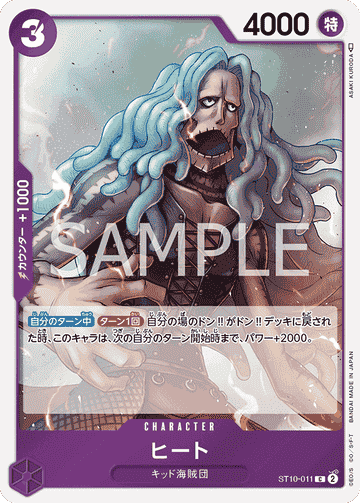 3
4000
特
ASAKI KURODA
カウンター +1000
SAMPLE
自分のターン中 ターン1回 自分の場のドン!!がドン!!デッキに戻され
た時、このキャラは、次の自分のターン開始時まで、パワー+2000。
CHARACTER
ヒート
キッド海賊団
ST10-011 C 2
©E.O/S. ©O./S･F･T BANDAI MADE IN JAPAN